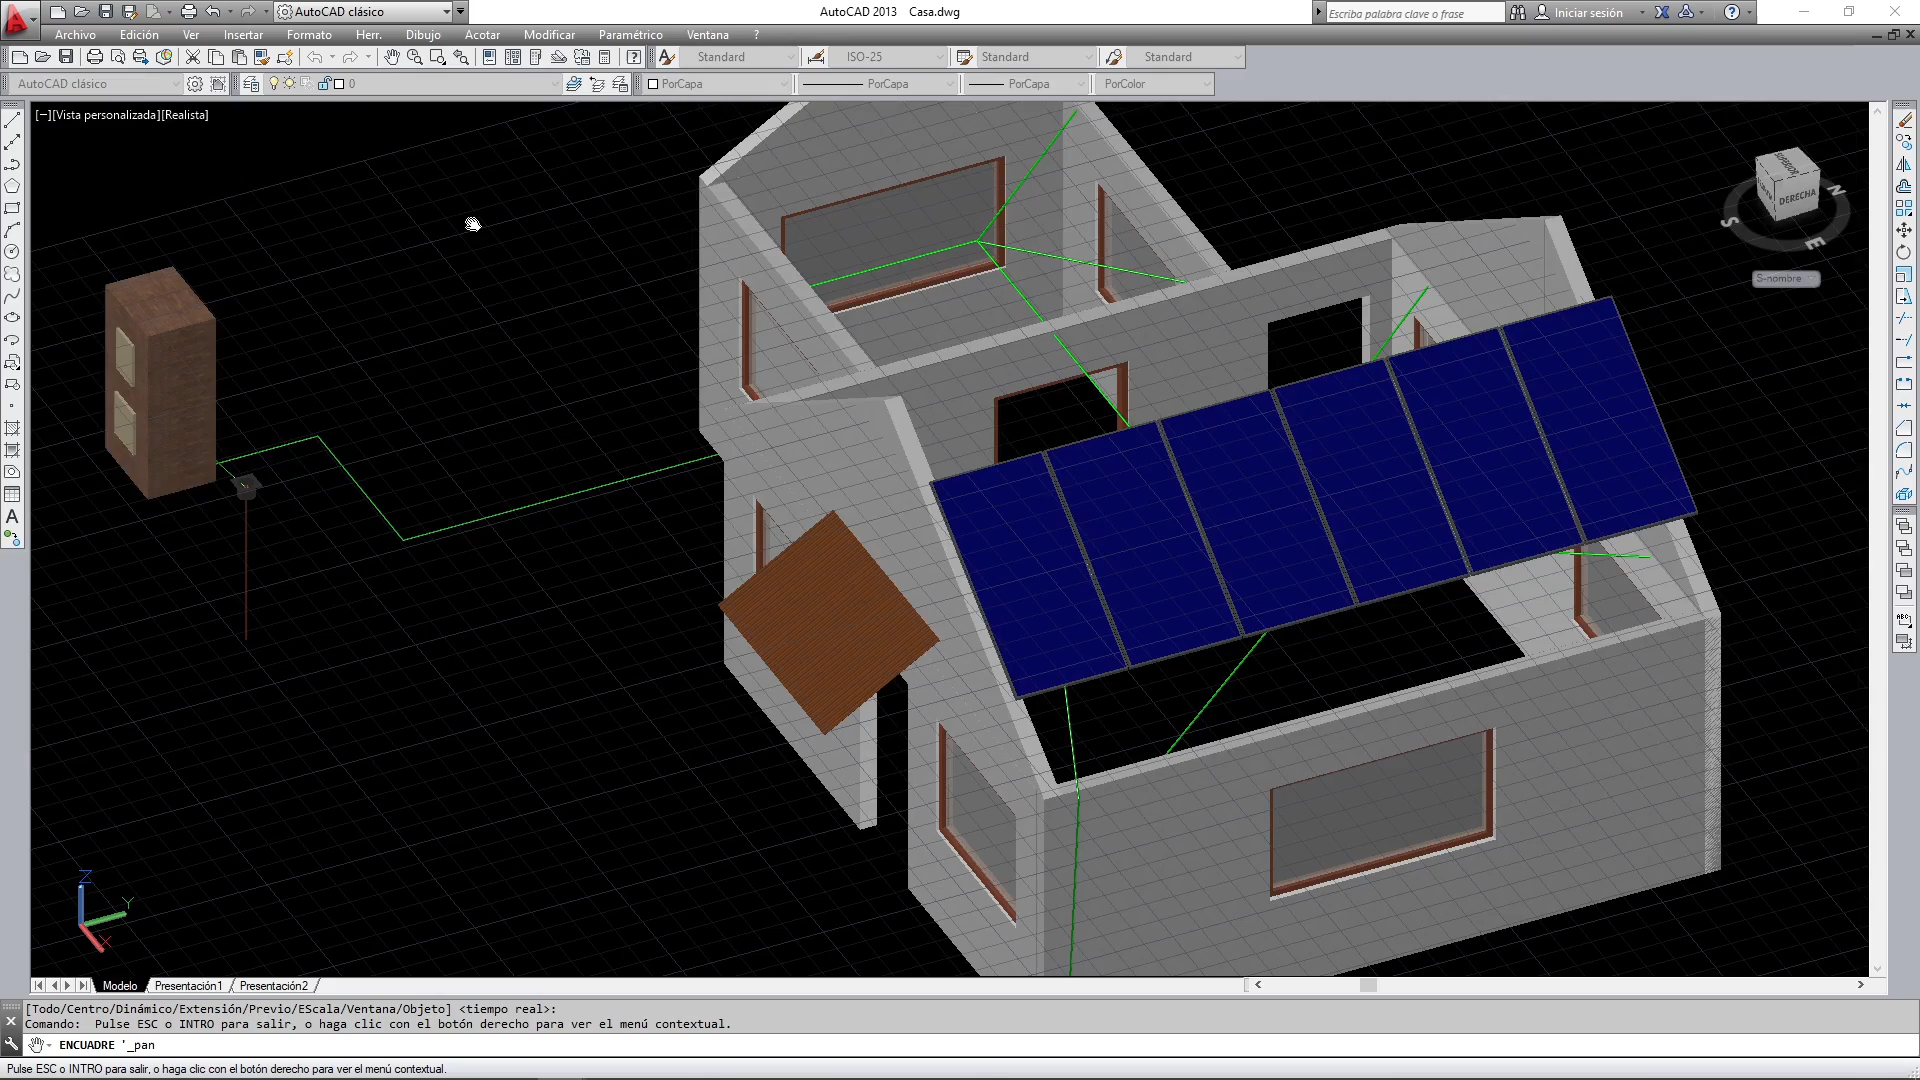 AutoCAD clásico
AutoCAD 2013 Casa.dwg
Escriba palabra clave o frase
Iniciar sesión
Archivo Edición Ver Insertar Formato Herr. Dibujo Acotar Modificar Paramétrico Ventana ?
Standard ISO-25 Standard Standard
AutoCAD clásico 0 PorCapa PorCapa PorCapa PorColor
[−][Vista personalizada][Realista]
SUPERIOR
DERECHA
N
S
E
S-nombre
A
ABC
Z
Y
X
Modelo Presentación1 Presentación2
[Todo/Centro/Dinámico/Extensión/Previo/EScala/Ventana/Objeto] <tiempo real>:
Comando: Pulse ESC o INTRO para salir, o haga clic con el botón derecho para ver el menú contextual.
ENCUADRE '_pan
Pulse ESC o INTRO para salir, o haga clic con el botón derecho para ver el menú contextual.